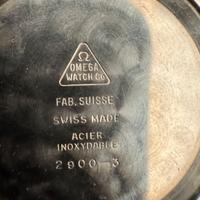 Ω
OMEGA
WATCH Co
FAB. SUISSE
SWISS MADE
ACIER
INOXYDABLE
2900-3